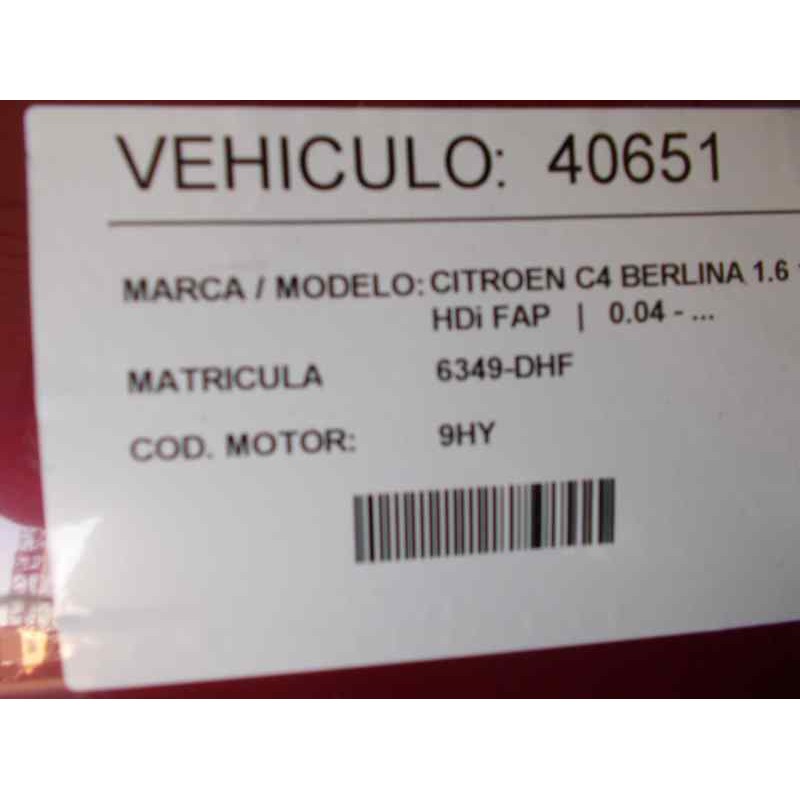 VEHICULO: 40651
MARCA / MODELO: CITROEN C4 BERLINA 1.6
HDi FAP | 0.04 - ...
MATRICULA 6349-DHF
COD. MOTOR: 9HY